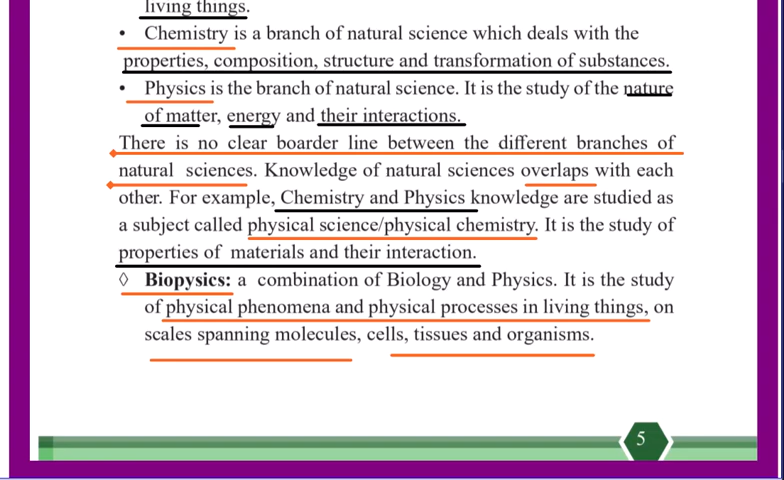 living things.
• Chemistry is a branch of natural science which deals with the
properties, composition, structure and transformation of substances.
• Physics is the branch of natural science. It is the study of the nature
of matter, energy and their interactions.
There is no clear boarder line between the different branches of
natural sciences. Knowledge of natural sciences overlaps with each
other. For example, Chemistry and Physics knowledge are studied as
a subject called physical science/physical chemistry. It is the study of
properties of materials and their interaction.
◊ Biopysics: a combination of Biology and Physics. It is the study
of physical phenomena and physical processes in living things, on
scales spanning molecules, cells, tissues and organisms.
5